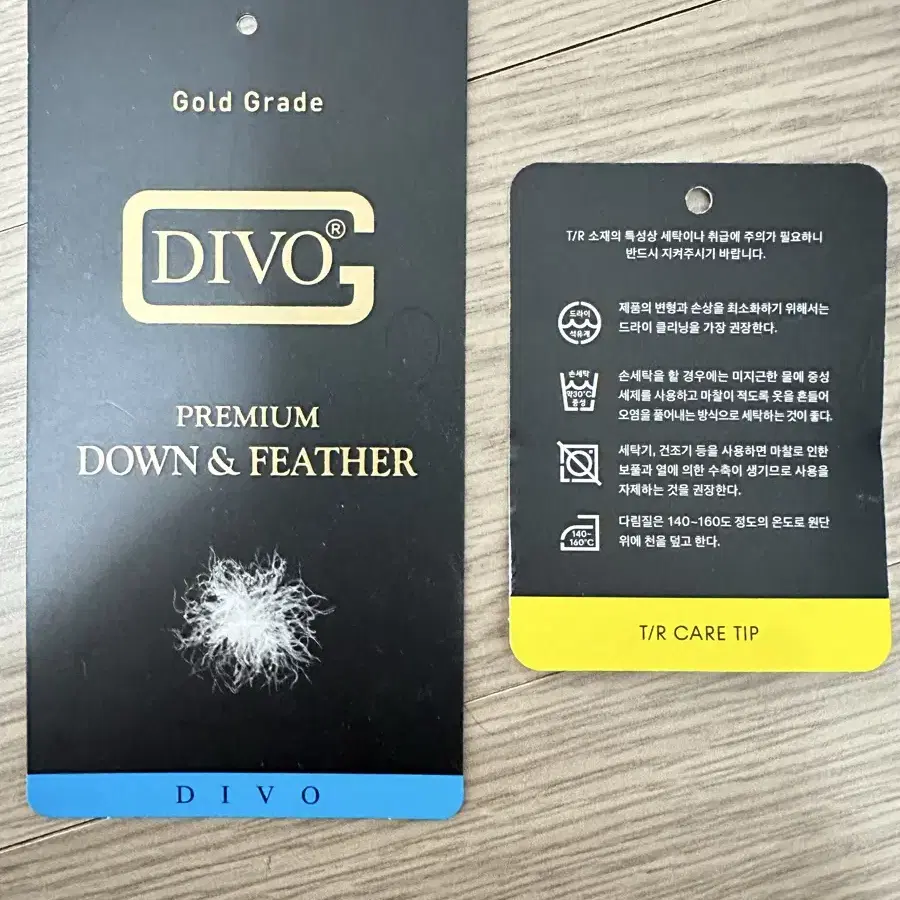 Gold Grade
DIVO® G
PREMIUM
DOWN & FEATHER
DIVO
T/R 소재의 특성상 세탁이나 취급에 주의가 필요하니
반드시 지켜주시기 바랍니다.
드라이
석유계
제품의 변형과 손상을 최소화하기 위해서는
드라이 클리닝을 가장 권장한다.
손세탁
약30°C
중성
손세탁을 할 경우에는 미지근한 물에 중성
세제를 사용하고 마찰이 적도록 옷을 흔들어
오염을 풀어내는 방식으로 세탁하는 것이 좋다.
세탁기, 건조기 등을 사용하면 마찰로 인한
보풀과 열에 의한 수축이 생기므로 사용을
자제하는 것을 권장한다.
140~
160°C
다림질은 140~160도 정도의 온도로 원단
위에 천을 덮고 한다.
T/R CARE TIP